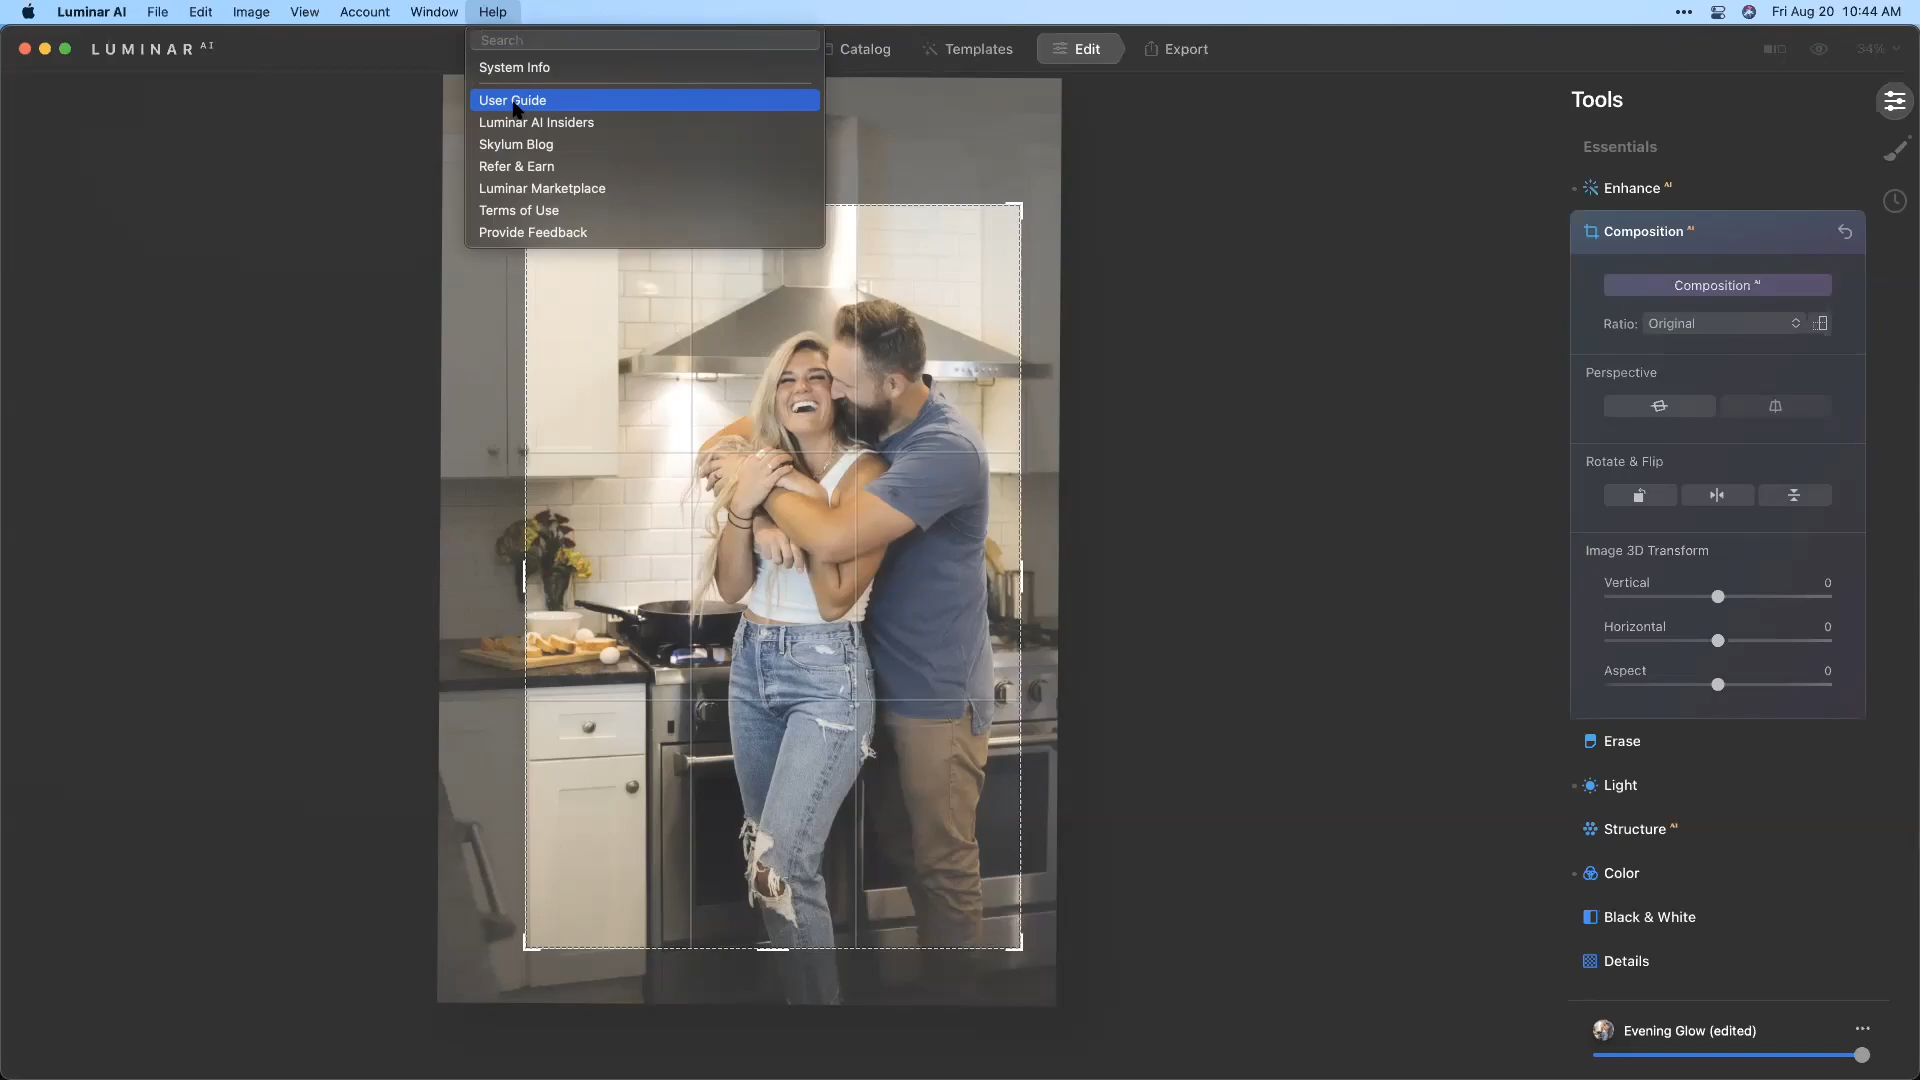 Luminar AI File Edit Image View Account Window Help ••• Fri Aug 20 10:44 AM
LUMINAR AI Catalog Templates Edit Export 34%
Search
System Info
User Guide
Luminar AI Insiders
Skylum Blog
Refer & Earn
Luminar Marketplace
Terms of Use
Provide Feedback
Tools
Essentials
Enhance AI
Composition AI
Composition AI
Ratio: Original
Perspective
Rotate & Flip
Image 3D Transform
Vertical 0
Horizontal 0
Aspect 0
Erase
Light
Structure AI
Color
Black & White
Details
Evening Glow (edited) •••